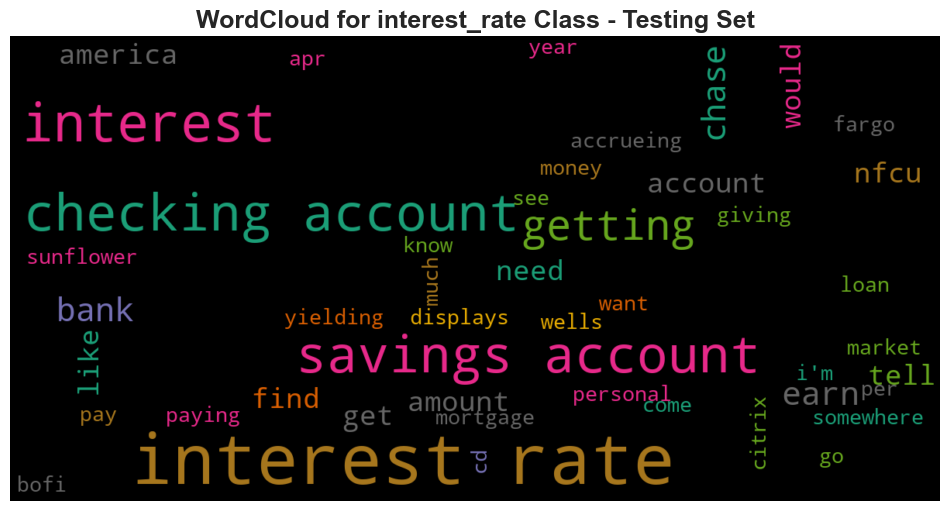 WordCloud for interest_rate Class - Testing Set
america
apr
year
chase
would
interest
accrueing
fargo
money
account
nfcu
checking account
see
getting
giving
know
sunflower
much
need
loan
bank
yielding
displays
wells
want
like
savings account
market
i'm
tell
find
personal
earn
per
pay
paying
get
amount
mortgage
come
citrix
somewhere
interest rate
cd
go
bofi